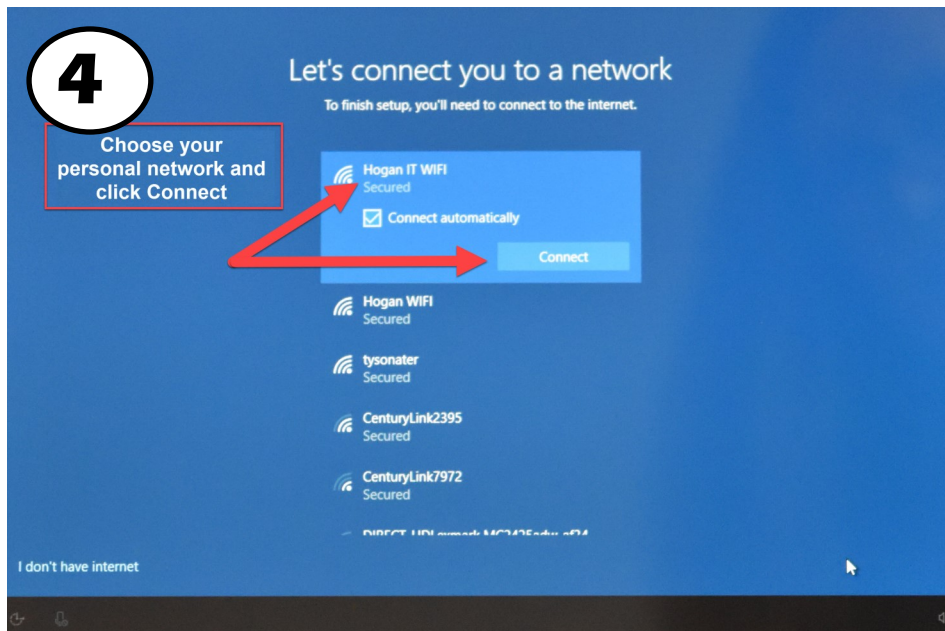 4
Let's connect you to a network
To finish setup, you'll need to connect to the internet.
Choose your
personal network and
click Connect
Hogan IT WIFI
Secured
Connect automatically
Connect
Hogan WIFI
Secured
tysonater
Secured
CenturyLink2395
Secured
CenturyLink7972
Secured
I don't have internet